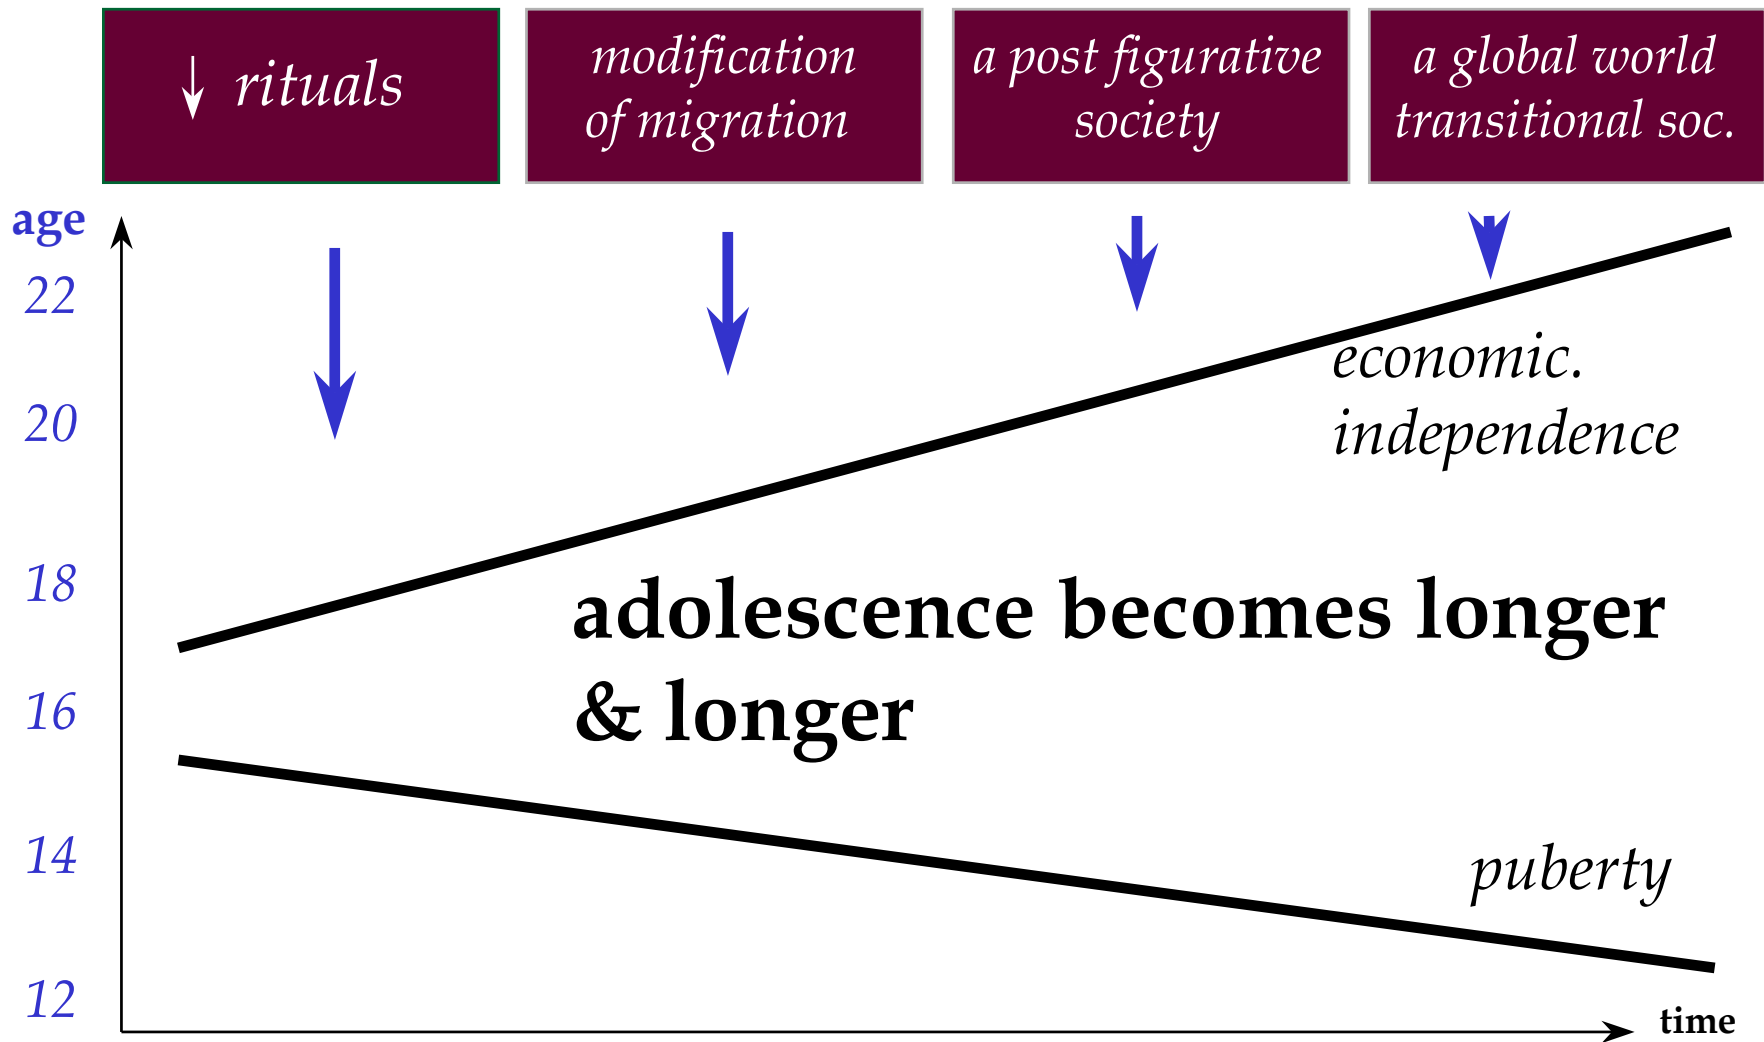 ↓ rituals
modification
of migration
a post figurative
society
a global world
transitional soc.
age
22
20
18
16
14
12
economic.
independence
adolescence becomes longer
& longer
puberty
time